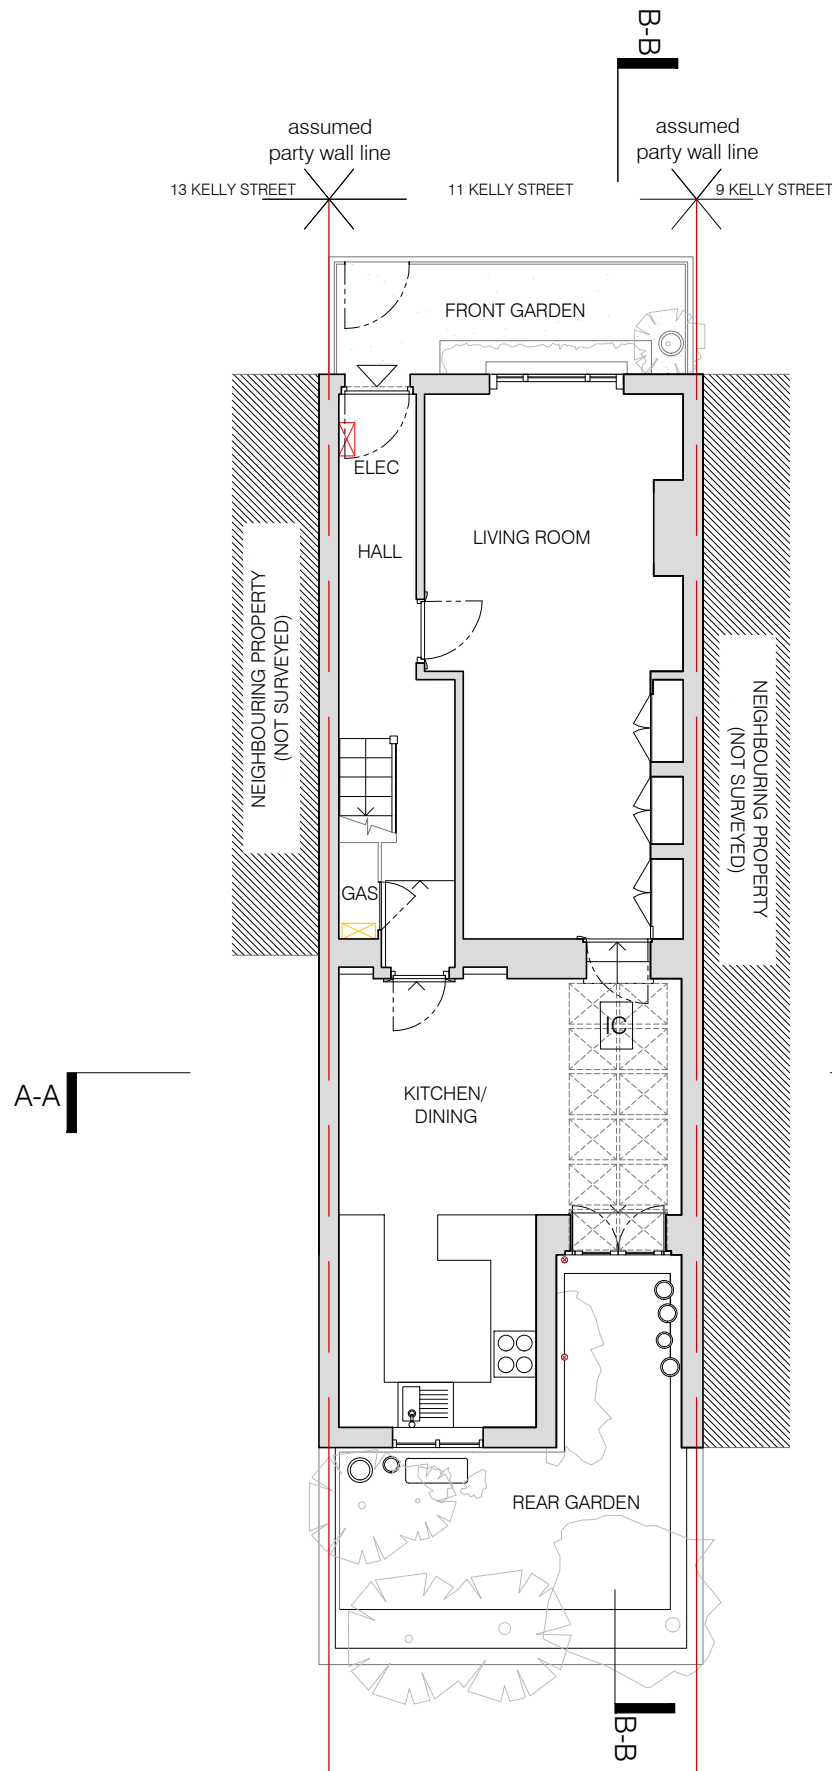 B-B
assumed
party wall line
assumed
party wall line
13 KELLY STREET
11 KELLY STREET
9 KELLY STREET
FRONT GARDEN
ELEC
HALL
LIVING ROOM
NEIGHBOURING PROPERTY
(NOT SURVEYED)
NEIGHBOURING PROPERTY
(NOT SURVEYED)
GAS
IC
A-A
KITCHEN/
DINING
REAR GARDEN
B-B